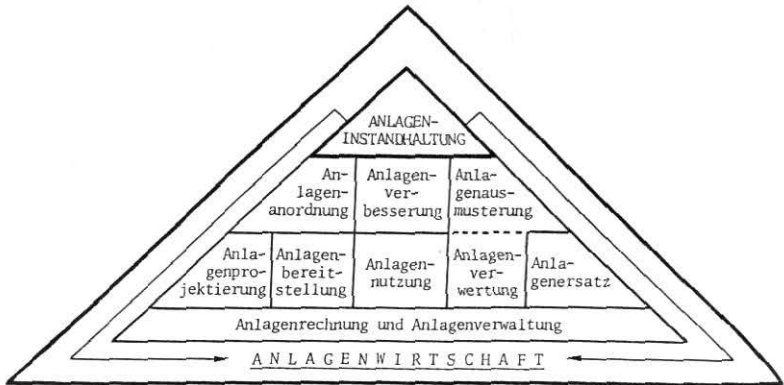 ANLAGEN-
INSTANDHALTUNG
An-
lagen-
anordnung
Anlagen-
ver-
besserung
Anla-
genaus-
musterung
Anla-
genpro-
jektierung
Anlagen-
bereit-
stellung
Anlagen-
nutzung
Anlagen-
ver-
wertung
Anla-
genersatz
Anlagenrechnung und Anlagenverwaltung
ANLAGENWIRTSCHAFT